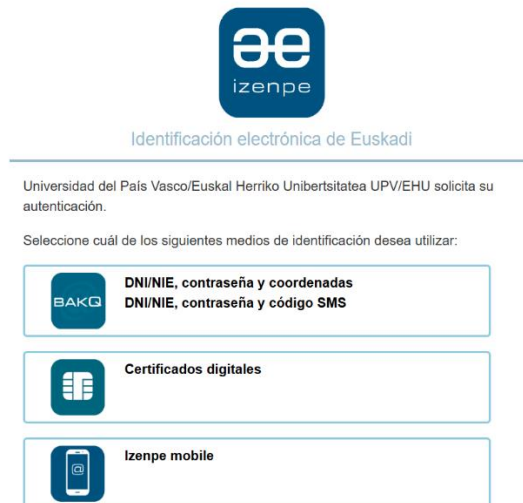 izenpe
Identificación electrónica de Euskadi
Universidad del País Vasco/Euskal Herriko Unibertsitatea UPV/EHU solicita su
autenticación.
Seleccione cuál de los siguientes medios de identificación desea utilizar:
DNI/NIE, contraseña y coordenadas
BAKQ
DNI/NIE, contraseña y código SMS
Certificados digitales
Izenpe mobile
@